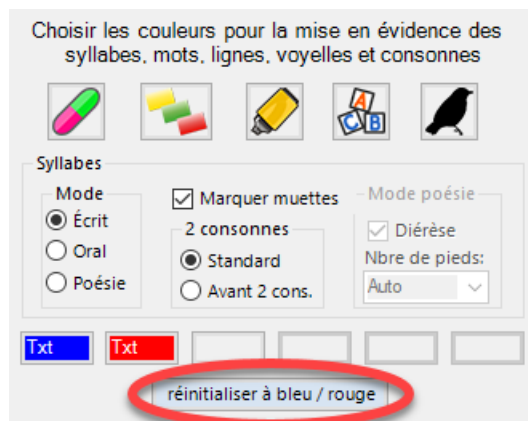 Choisir les couleurs pour la mise en évidence des
syllabes, mots, lignes, voyelles et consonnes
A
C B
Syllabes
Mode
Écrit
Oral
Poésie
Marquer muettes
2 consonnes
Standard
Avant 2 cons.
Mode poésie
Diérèse
Nbre de pieds:
Auto
Txt Txt
réinitialiser à bleu / rouge